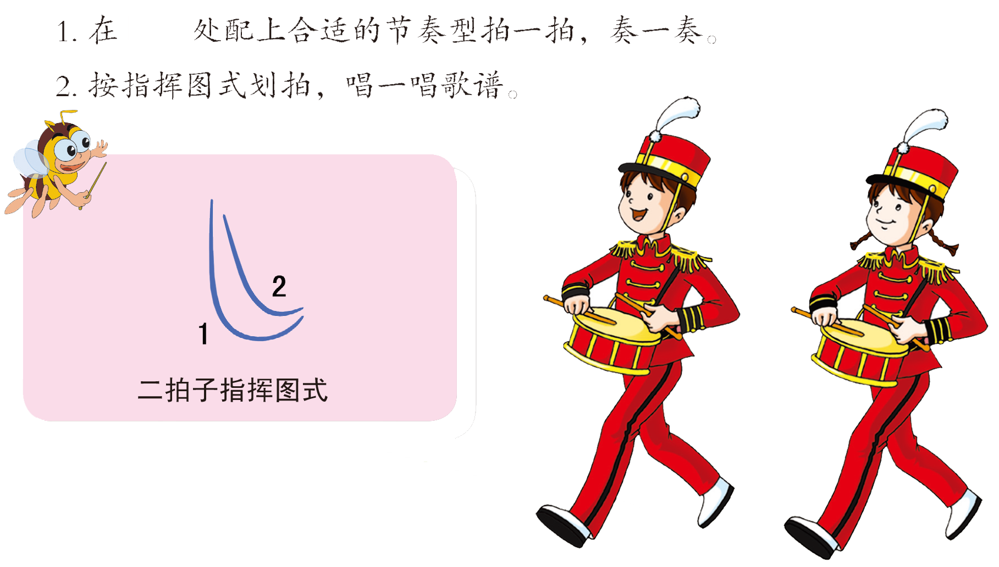 1. 在　　处配上合适的节奏型拍一拍，奏一奏。
2. 按指挥图式划拍，唱一唱歌谱。
2
1
二拍子指挥图式